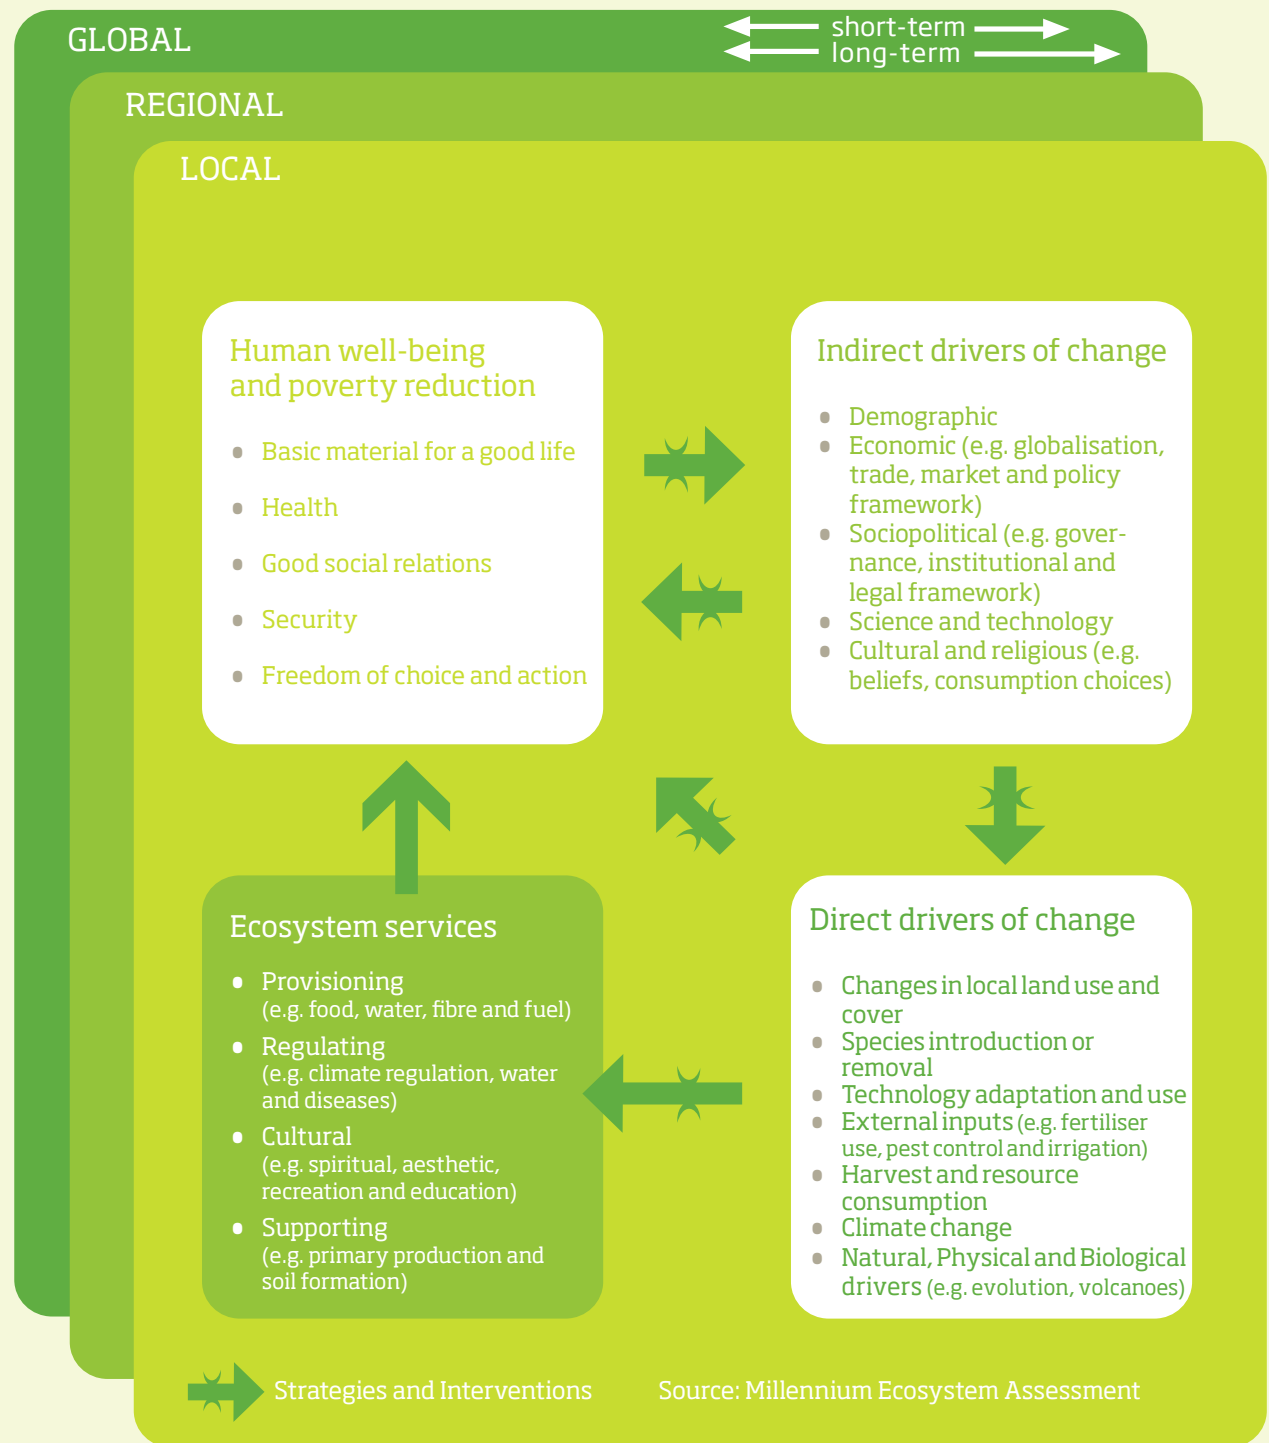 GLOBAL
short-term
long-term
REGIONAL
LOCAL
Human well-being
and poverty reduction
• Basic material for a good life
• Health
• Good social relations
• Security
• Freedom of choice and action
Indirect drivers of change
• Demographic
• Economic (e.g. globalisation,
trade, market and policy
framework)
• Sociopolitical (e.g. gover-
nance, institutional and
legal framework)
• Science and technology
• Cultural and religious (e.g.
beliefs, consumption choices)
Ecosystem services
• Provisioning
(e.g. food, water, fibre and fuel)
• Regulating
(e.g. climate regulation, water
and diseases)
• Cultural
(e.g. spiritual, aesthetic,
recreation and education)
• Supporting
(e.g. primary production and
soil formation)
Direct drivers of change
• Changes in local land use and
cover
• Species introduction or
removal
• Technology adaptation and use
• External inputs (e.g. fertiliser
use, pest control and irrigation)
• Harvest and resource
consumption
• Climate change
• Natural, Physical and Biological
drivers (e.g. evolution, volcanoes)
Strategies and Interventions
Source: Millennium Ecosystem Assessment